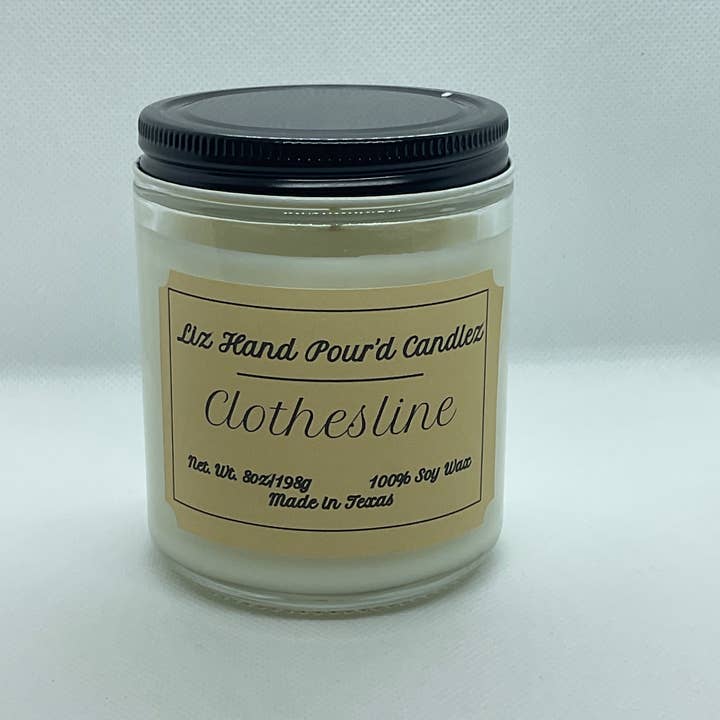 Liz Hand Pour'd Candlez
Clothesline
Net. Wt. 8oz/198g 100% Soy Wax
Made in Texas